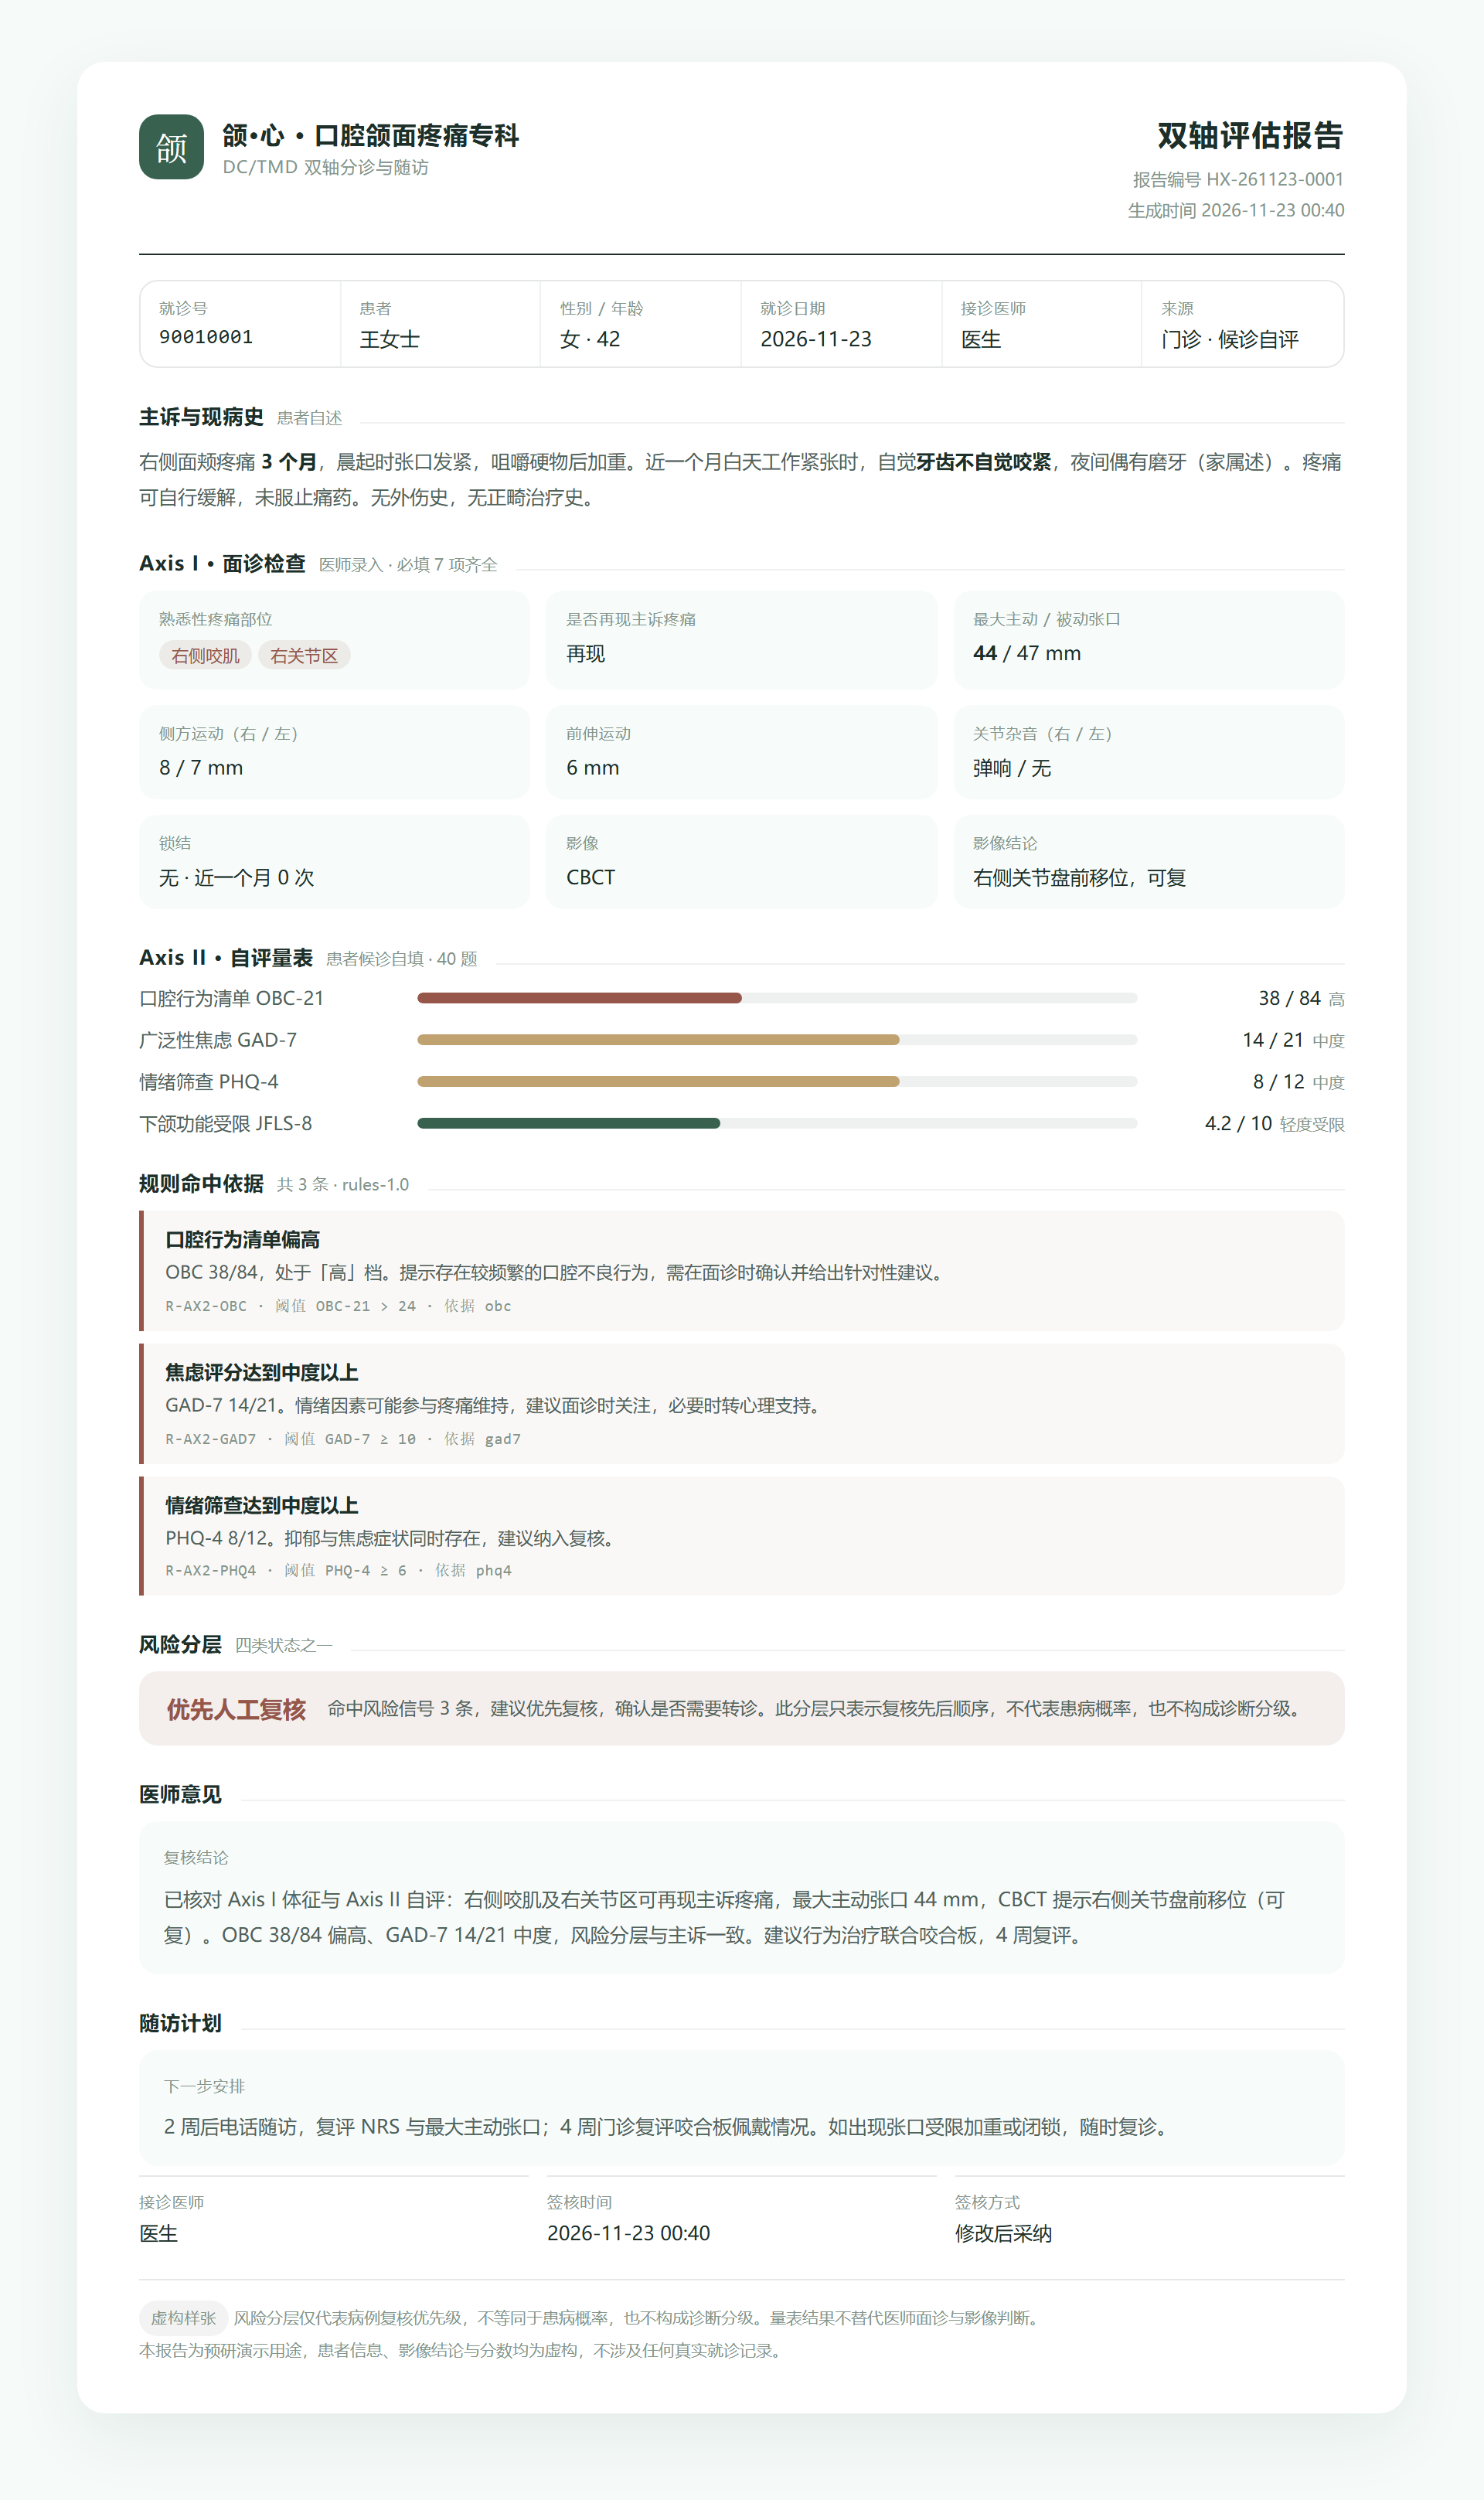 颌
颌·心 · 口腔颌面疼痛专科
DC/TMD 双轴分诊与随访
双轴评估报告
报告编号 HX-261123-0001
生成时间 2026-11-23 00:40
就诊号
90010001
患者
王女士
性别 / 年龄
女 · 42
就诊日期
2026-11-23
接诊医师
医生
来源
门诊 · 候诊自评
主诉与现病史 患者自述
右侧面颊疼痛 3 个月，晨起时张口发紧，咀嚼硬物后加重。近一个月白天工作紧张时，自觉牙齿不自觉咬紧，夜间偶有磨牙（家属述）。疼痛
可自行缓解，未服止痛药。无外伤史，无正畸治疗史。
Axis I · 面诊检查 医师录入 · 必填 7 项齐全
熟悉性疼痛部位
右侧咬肌 右关节区
是否再现主诉疼痛
再现
最大主动 / 被动张口
44 / 47 mm
侧方运动（右 / 左）
8 / 7 mm
前伸运动
6 mm
关节杂音（右 / 左）
弹响 / 无
锁结
无 · 近一个月 0 次
影像
CBCT
影像结论
右侧关节盘前移位，可复
Axis II · 自评量表 患者候诊自填 · 40 题
口腔行为清单 OBC-21 38 / 84 高
广泛性焦虑 GAD-7 14 / 21 中度
情绪筛查 PHQ-4 8 / 12 中度
下颌功能受限 JFLS-8 4.2 / 10 轻度受限
规则命中依据 共 3 条 · rules-1.0
口腔行为清单偏高
OBC 38/84，处于「高」档。提示存在较频繁的口腔不良行为，需在面诊时确认并给出针对性建议。
R-AX2-OBC · 阈值 OBC-21 > 24 · 依据 obc
焦虑评分达到中度以上
GAD-7 14/21。情绪因素可能参与疼痛维持，建议面诊时关注，必要时转心理支持。
R-AX2-GAD7 · 阈值 GAD-7 ≥ 10 · 依据 gad7
情绪筛查达到中度以上
PHQ-4 8/12。抑郁与焦虑症状同时存在，建议纳入复核。
R-AX2-PHQ4 · 阈值 PHQ-4 ≥ 6 · 依据 phq4
风险分层 四类状态之一
优先人工复核 命中风险信号 3 条，建议优先复核，确认是否需要转诊。此分层只表示复核先后顺序，不代表患病概率，也不构成诊断分级。
医师意见
复核结论
已核对 Axis I 体征与 Axis II 自评：右侧咬肌及右关节区可再现主诉疼痛，最大主动张口 44 mm，CBCT 提示右侧关节盘前移位（可
复）。OBC 38/84 偏高、GAD-7 14/21 中度，风险分层与主诉一致。建议行为治疗联合咬合板，4 周复评。
随访计划
下一步安排
2 周后电话随访，复评 NRS 与最大主动张口；4 周门诊复评咬合板佩戴情况。如出现张口受限加重或闭锁，随时复诊。
接诊医师
医生
签核时间
2026-11-23 00:40
签核方式
修改后采纳
虚构样张 风险分层仅代表病例复核优先级，不等同于患病概率，也不构成诊断分级。量表结果不替代医师面诊与影像判断。
本报告为预研演示用途，患者信息、影像结论与分数均为虚构，不涉及任何真实就诊记录。